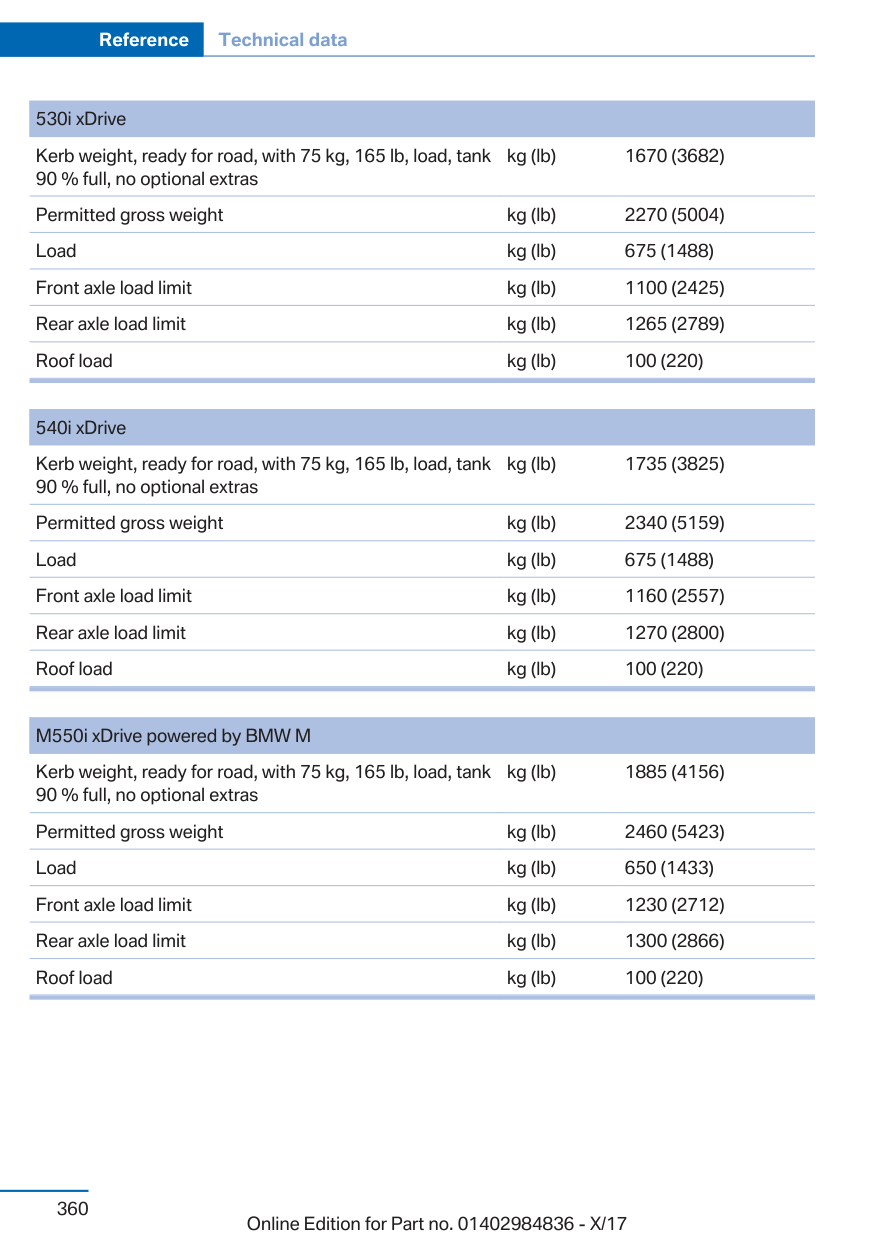 Reference Technical data
530i xDrive
Kerb weight, ready for road, with 75 kg, 165 lb, load, tank kg (lb) 1670 (3682)
90 % full, no optional extras
Permitted gross weight kg (lb) 2270 (5004)
Load kg (lb) 675 (1488)
Front axle load limit kg (lb) 1100 (2425)
Rear axle load limit kg (lb) 1265 (2789)
Roof load kg (lb) 100 (220)
540i xDrive
Kerb weight, ready for road, with 75 kg, 165 lb, load, tank kg (lb) 1735 (3825)
90 % full, no optional extras
Permitted gross weight kg (lb) 2340 (5159)
Load kg (lb) 675 (1488)
Front axle load limit kg (lb) 1160 (2557)
Rear axle load limit kg (lb) 1270 (2800)
Roof load kg (lb) 100 (220)
M550i xDrive powered by BMW M
Kerb weight, ready for road, with 75 kg, 165 lb, load, tank kg (lb) 1885 (4156)
90 % full, no optional extras
Permitted gross weight kg (lb) 2460 (5423)
Load kg (lb) 650 (1433)
Front axle load limit kg (lb) 1230 (2712)
Rear axle load limit kg (lb) 1300 (2866)
Roof load kg (lb) 100 (220)
360
Online Edition for Part no. 01402984836 - X/17